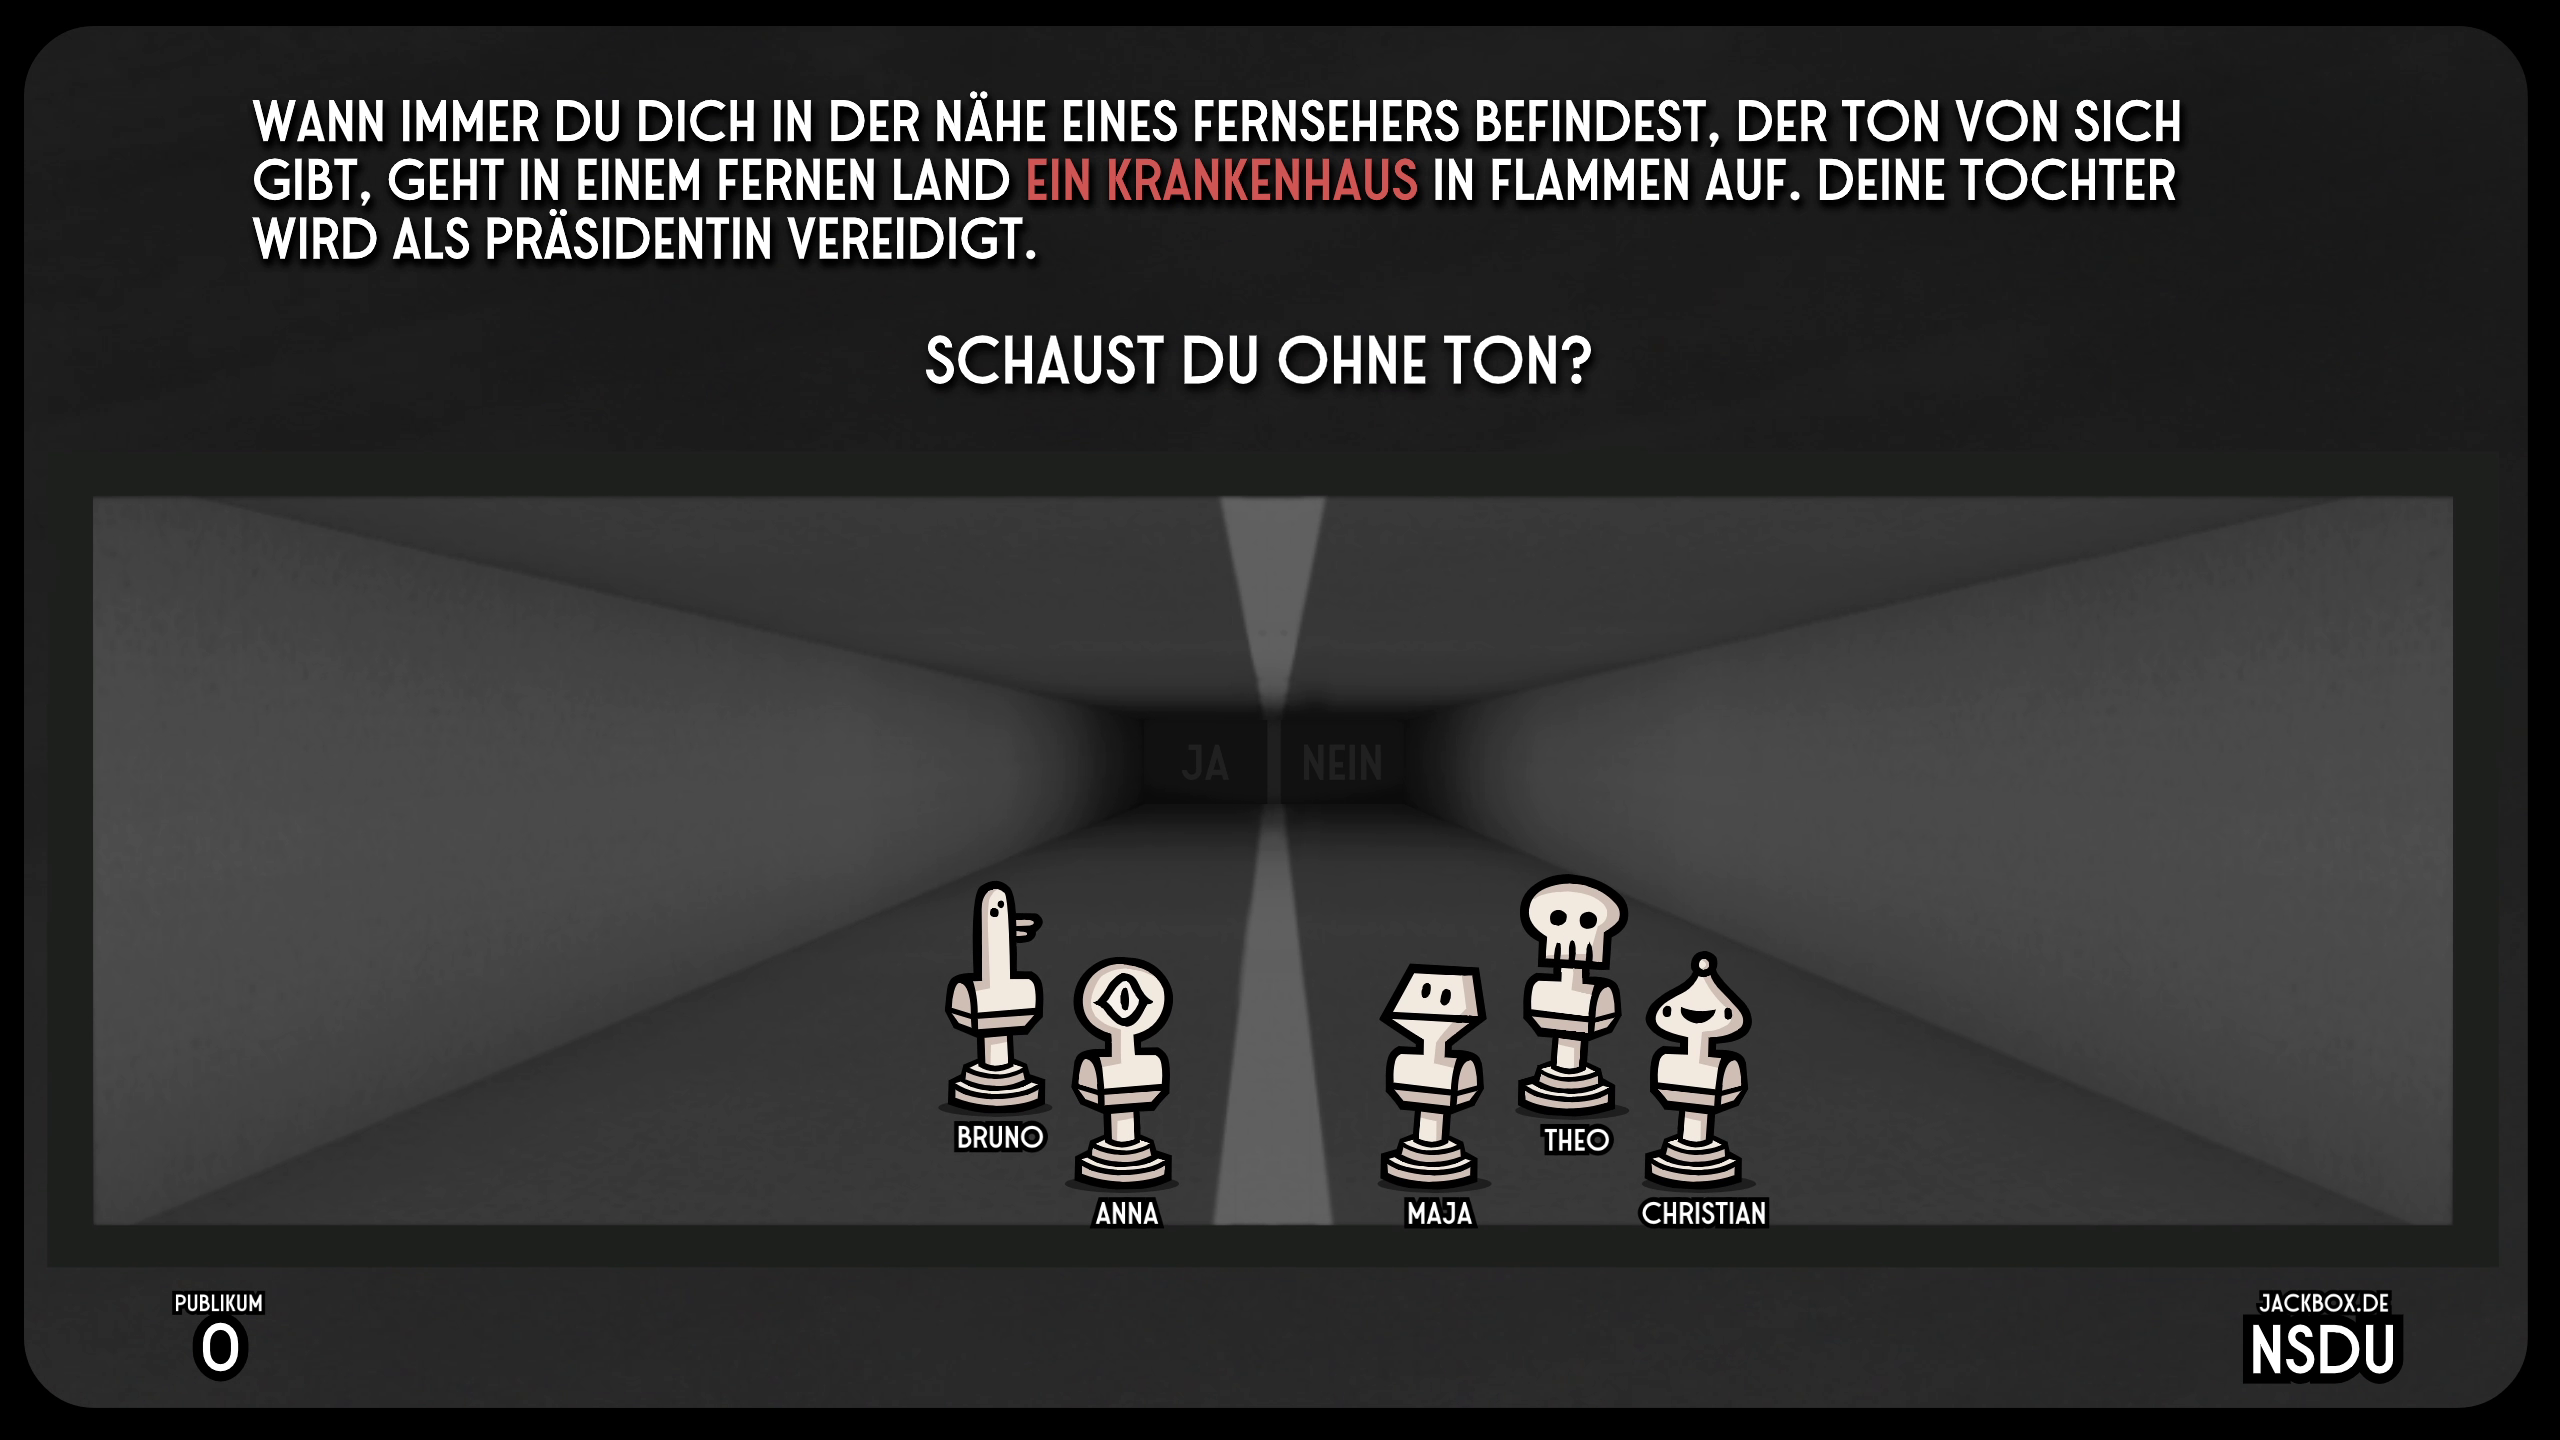 WANN IMMER DU DICH IN DER NÄHE EINES FERNSEHERS BEFINDEST, DER TON VON SICH
GIBT, GEHT IN EINEM FERNEN LAND EIN KRANKENHAUS IN FLAMMEN AUF. DEINE TOCHTER
WIRD ALS PRÄSIDENTIN VEREIDIGT.
SCHAUST DU OHNE TON?
JA NEIN
BRUNO
THEO
ANNA
MAJA
CHRISTIAN
PUBLIKUM
0
JACKBOX.DE
NSDU